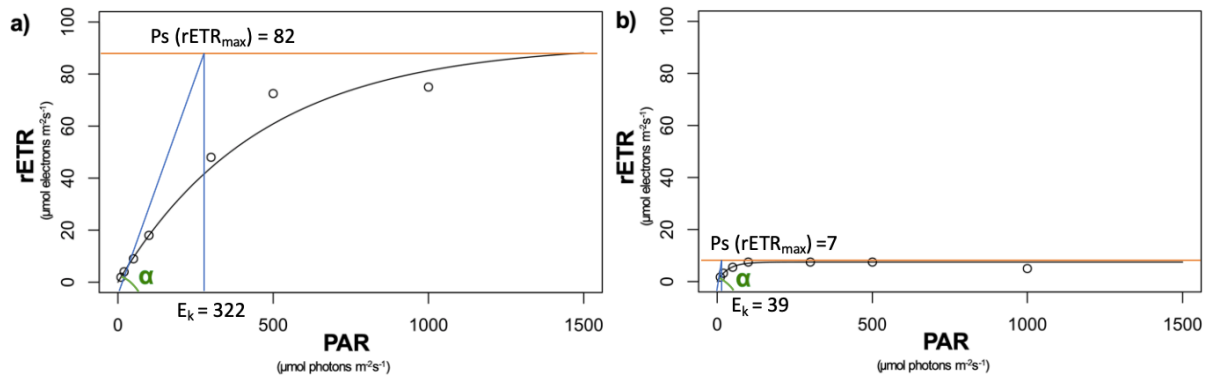 a)
100
80
60
40
20
0
rETR
(µmol electrons m⁻²s⁻¹)
Ps (rETRmax) = 82
α
Eₖ = 322
0 500 1000 1500
PAR
(µmol photons m⁻²s⁻¹)
b)
100
80
60
40
20
0
rETR
(µmol electrons m⁻²s⁻¹)
Ps (rETRmax) =7
α
Eₖ = 39
0 500 1000 1500
PAR
(µmol photons m⁻²s⁻¹)